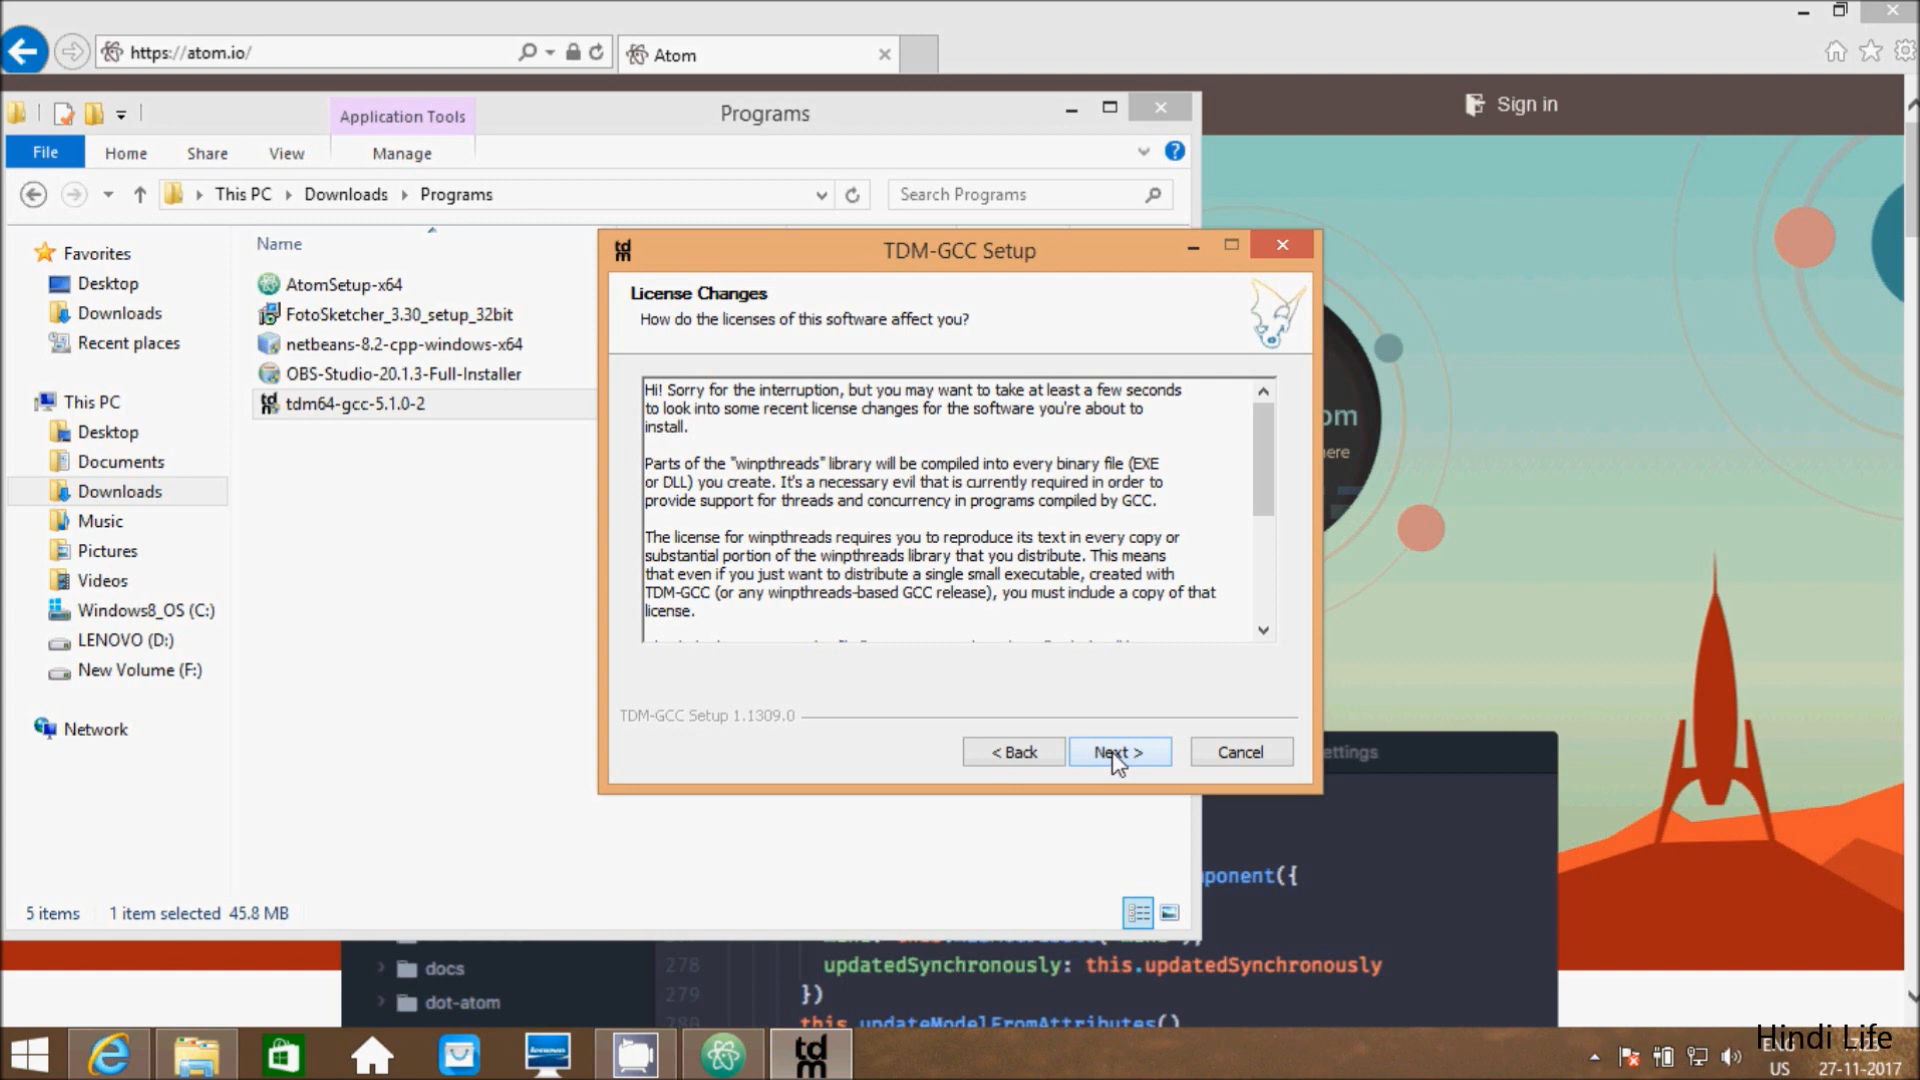 https://atom.io/
Atom
Sign in
Application Tools
Programs
File
Home
Share
View
Manage
This PC
Downloads
Programs
Search Programs
Favorites
Desktop
Downloads
Recent places
This PC
Desktop
Documents
Downloads
Music
Pictures
Videos
Windows8_OS (C:)
LENOVO (D:)
New Volume (F:)
Network
Name
AtomSetup-x64
FotoSketcher_3.30_setup_32bit
netbeans-8.2-cpp-windows-x64
OBS-Studio-20.1.3-Full-Installer
tdm64-gcc-5.1.0-2
5 items
1 item selected 45.8 MB
tdm
TDM-GCC Setup
License Changes
How do the licenses of this software affect you?
Hi! Sorry for the interruption, but you may want to take at least a few seconds
to look into some recent license changes for the software you're about to
install.
Parts of the "winpthreads" library will be compiled into every binary file (EXE
or DLL) you create. It's a necessary evil that is currently required in order to
provide support for threads and concurrency in programs compiled by GCC.
The license for winpthreads requires you to reproduce its text in every copy or
substantial portion of the winpthreads library that you distribute. This means
that even if you just want to distribute a single small executable, created with
TDM-GCC (or any winpthreads-based GCC release), you must include a copy of that
license.
TDM-GCC Setup 1.1309.0
< Back
Next >
Cancel
om
ere
ettings
ponent({
278
updatedSynchronously: this.updatedSynchronously
279
})
280
this.updateModelFromAttributes()
docs
dot-atom
tdm
Hindi Life
ENG
US
27-11-2017